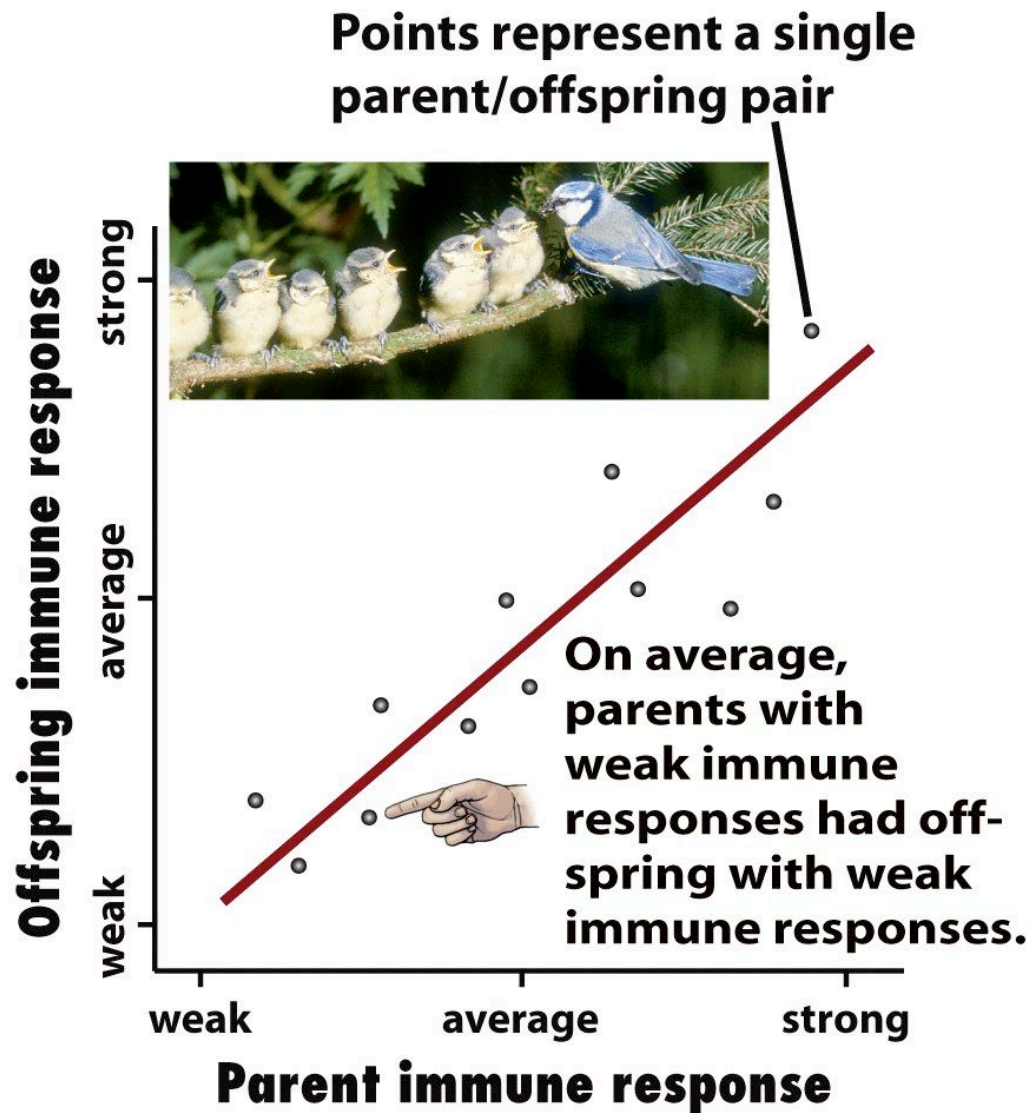 Points represent a single
parent/offspring pair
Offspring immune response
strong
average
weak
On average,
parents with
weak immune
responses had off-
spring with weak
immune responses.
weak
average
strong
Parent immune response